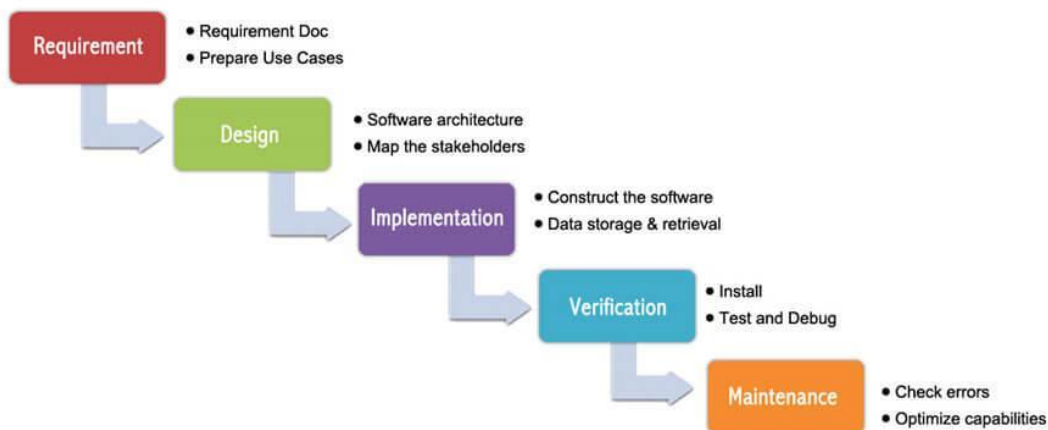 Requirement
• Requirement Doc
• Prepare Use Cases
Design
• Software architecture
• Map the stakeholders
Implementation
• Construct the software
• Data storage & retrieval
Verification
• Install
• Test and Debug
Maintenance
• Check errors
• Optimize capabilities